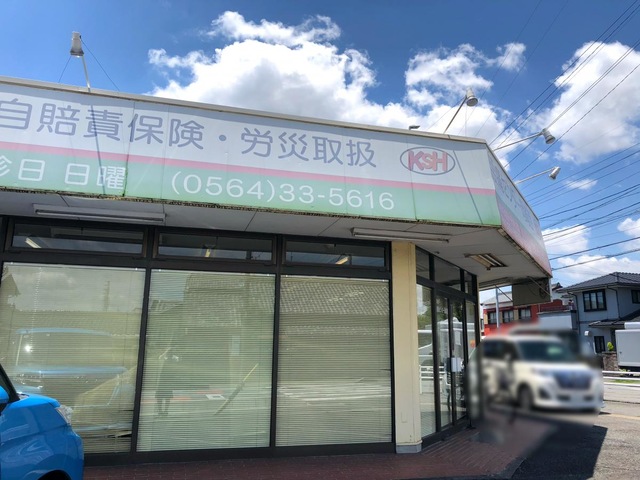 自賠責保険・労災取扱
KSH
診日 日曜
(0564)33-5616